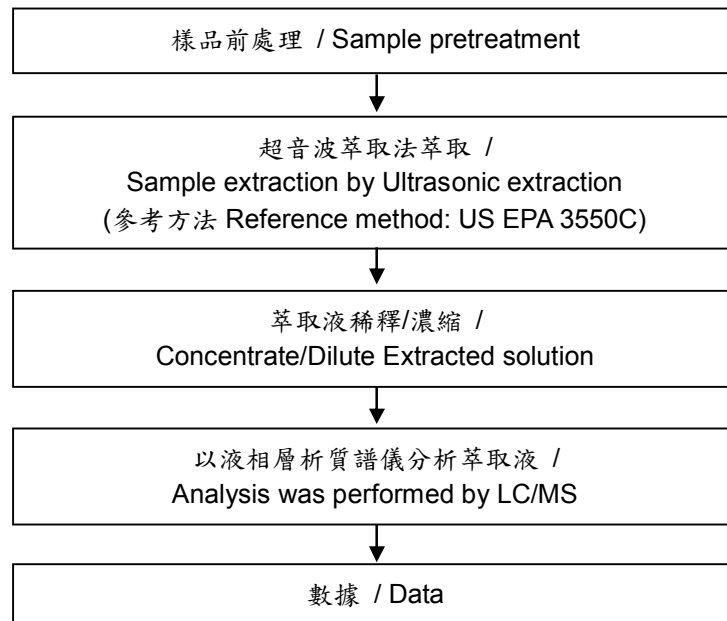 樣品前處理 / Sample pretreatment
超音波萃取法萃取 /
Sample extraction by Ultrasonic extraction
(參考方法 Reference method: US EPA 3550C)
萃取液稀釋/濃縮 /
Concentrate/Dilute Extracted solution
以液相層析質譜儀分析萃取液 /
Analysis was performed by LC/MS
數據 / Data